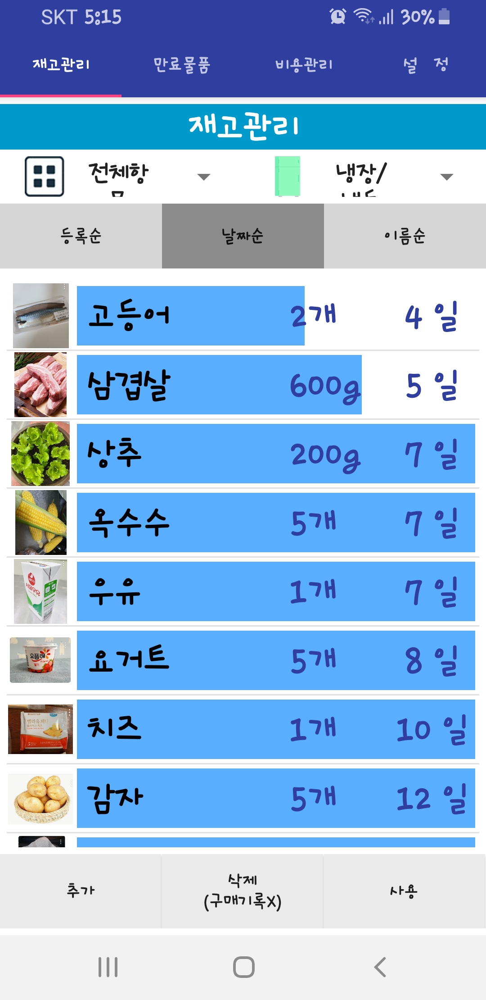 SKT 5:15 30%
재고관리 만료물품 비용관리 설 정
재고관리
전체항 냉장/
등록순 날짜순 이름순
고등어 2개 4 일
삼겹살 600g 5 일
상추 200g 7 일
옥수수 5개 7 일
우유 1개 7 일
서울우유
요거트 5개 8 일
요플레
딸기
치즈 1개 10 일
감자 5개 12 일
추가 삭제 사용
(구매기록X)